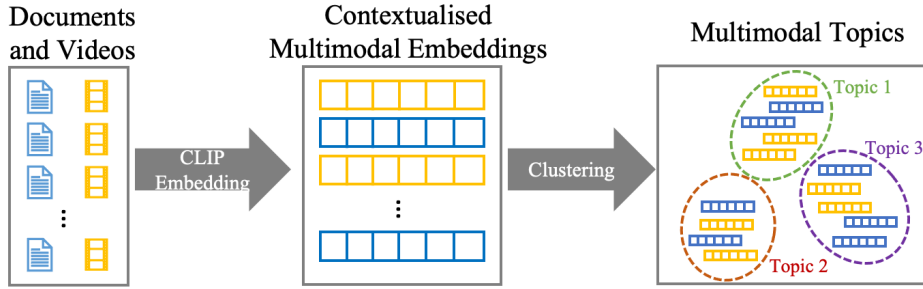 Documents
and Videos
Contextualised
Multimodal Embeddings
Multimodal Topics
CLIP
Embedding
Clustering
Topic 1
Topic 3
Topic 2